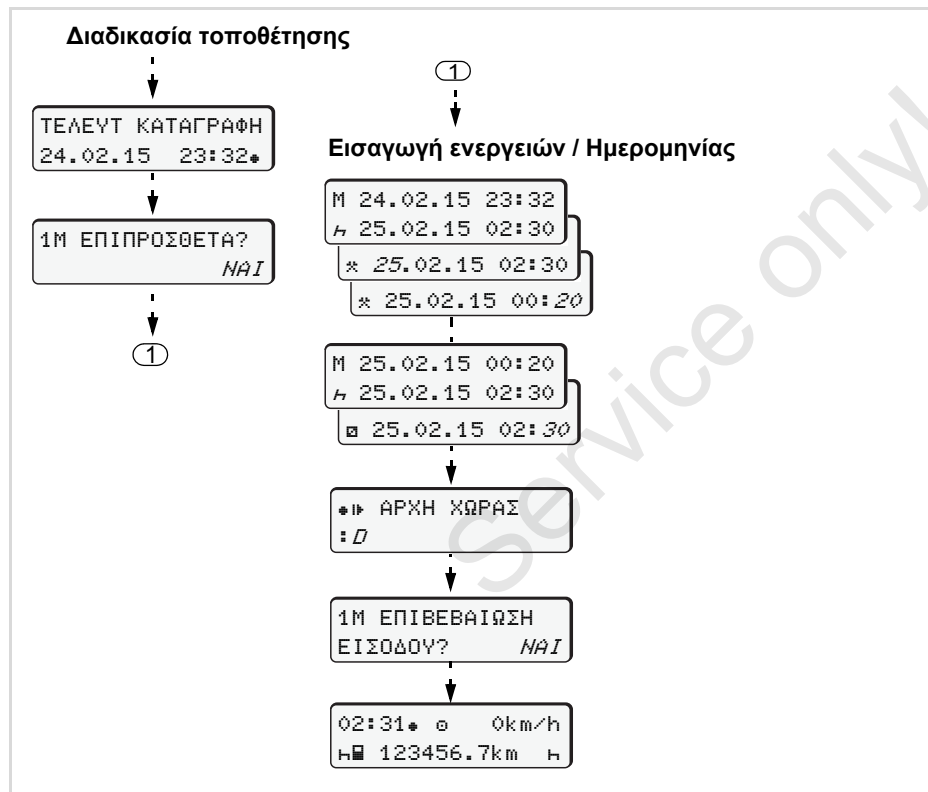 Διαδικασία τοποθέτησης
ΤΕΛΕΥΤ ΚΑΤΑΓΡΑΦΗ
24.02.15 23:32
1M ΕΠΙΠΡΟΣΘΕΤΑ?
ΝΑΙ
1
1
Εισαγωγή ενεργειών / Ημερομηνίας
M 24.02.15 23:32
25.02.15 02:30
25.02.15 02:30
25.02.15 00:20
M 25.02.15 00:20
25.02.15 02:30
25.02.15 02:30
ΑΡΧΗ ΧΩΡΑΣ
:D
1M ΕΠΙΒΕΒΑΙΩΣΗ
ΕΙΣΟΔΟΥ? ΝΑΙ
02:31 0km/h
123456.7km
Service only!